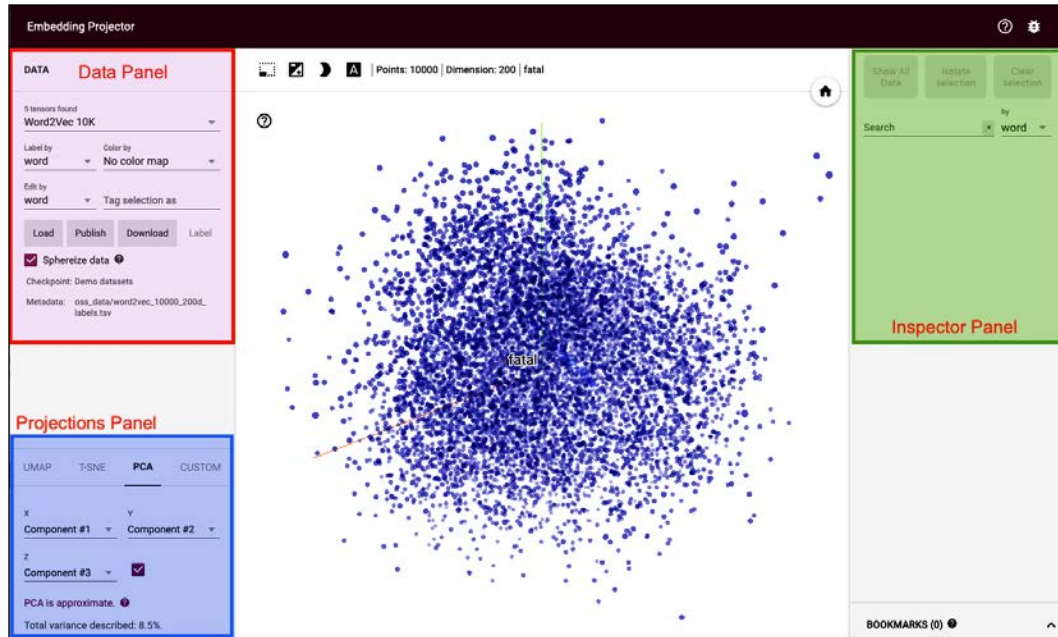 Embedding Projector
DATA
Data Panel
5 tensors found
Word2Vec 10K
Label by
Color by
word
No color map
Edit by
word
Tag selection as
Load
Publish
Download
Label
Sphereize data
Checkpoint: Demo datasets
Metadata: oss_data/word2vec_10000_200d_
labels.tsv
Projections Panel
UMAP
T-SNE
PCA
CUSTOM
X
Y
Component #1
Component #2
Z
Component #3
PCA is approximate.
Total variance described: 8.5%.
A
Points: 10000 | Dimension: 200 | fatal
fatal
Show All
Data
Isolate
selection
Clear
selection
Search
.*
by
word
Inspector Panel
BOOKMARKS (0)